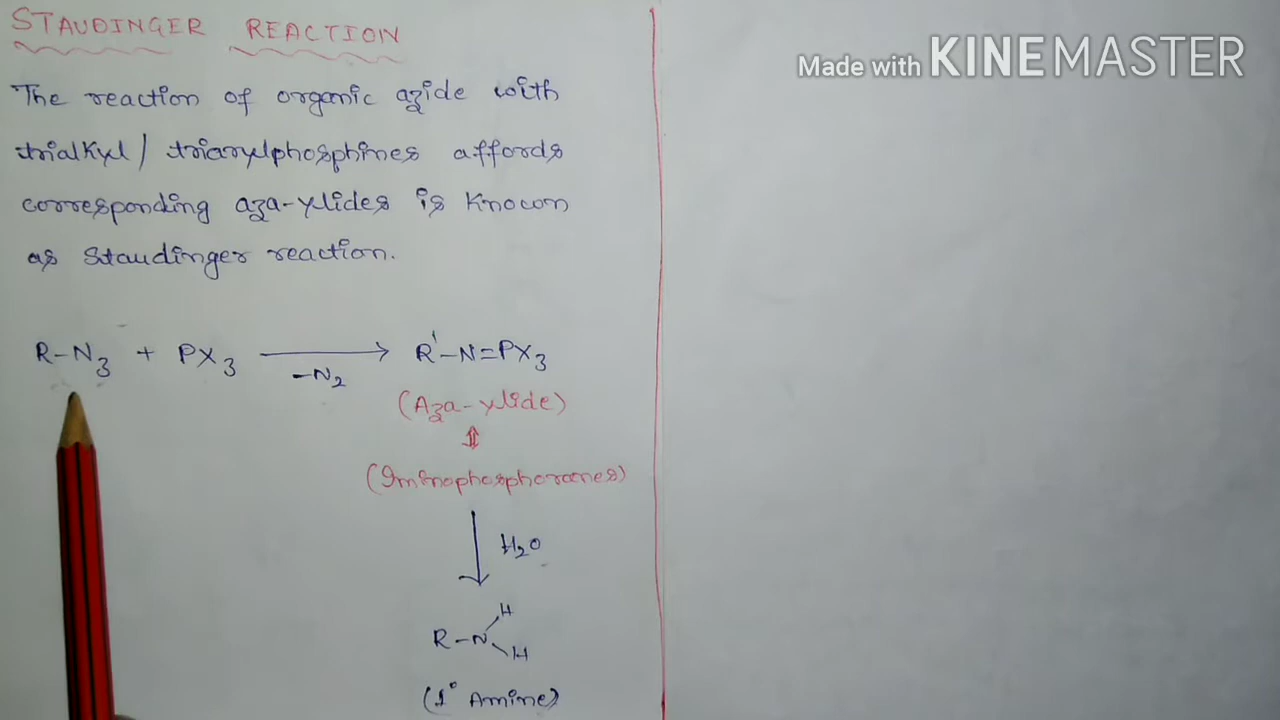 STAUDINGER REACTION
Made with KINEMASTER
The reaction of organic azide with
trialkyl/triarylphosphines affords
corresponding aza-ylides is known
as Staudinger reaction.
R-N3 + PX3 → R'-N=PX3
-N2
(Aza-ylide)
⇕
(Iminophosphoranes)
↓ H2O
H
R-N
H
(1° Amine)